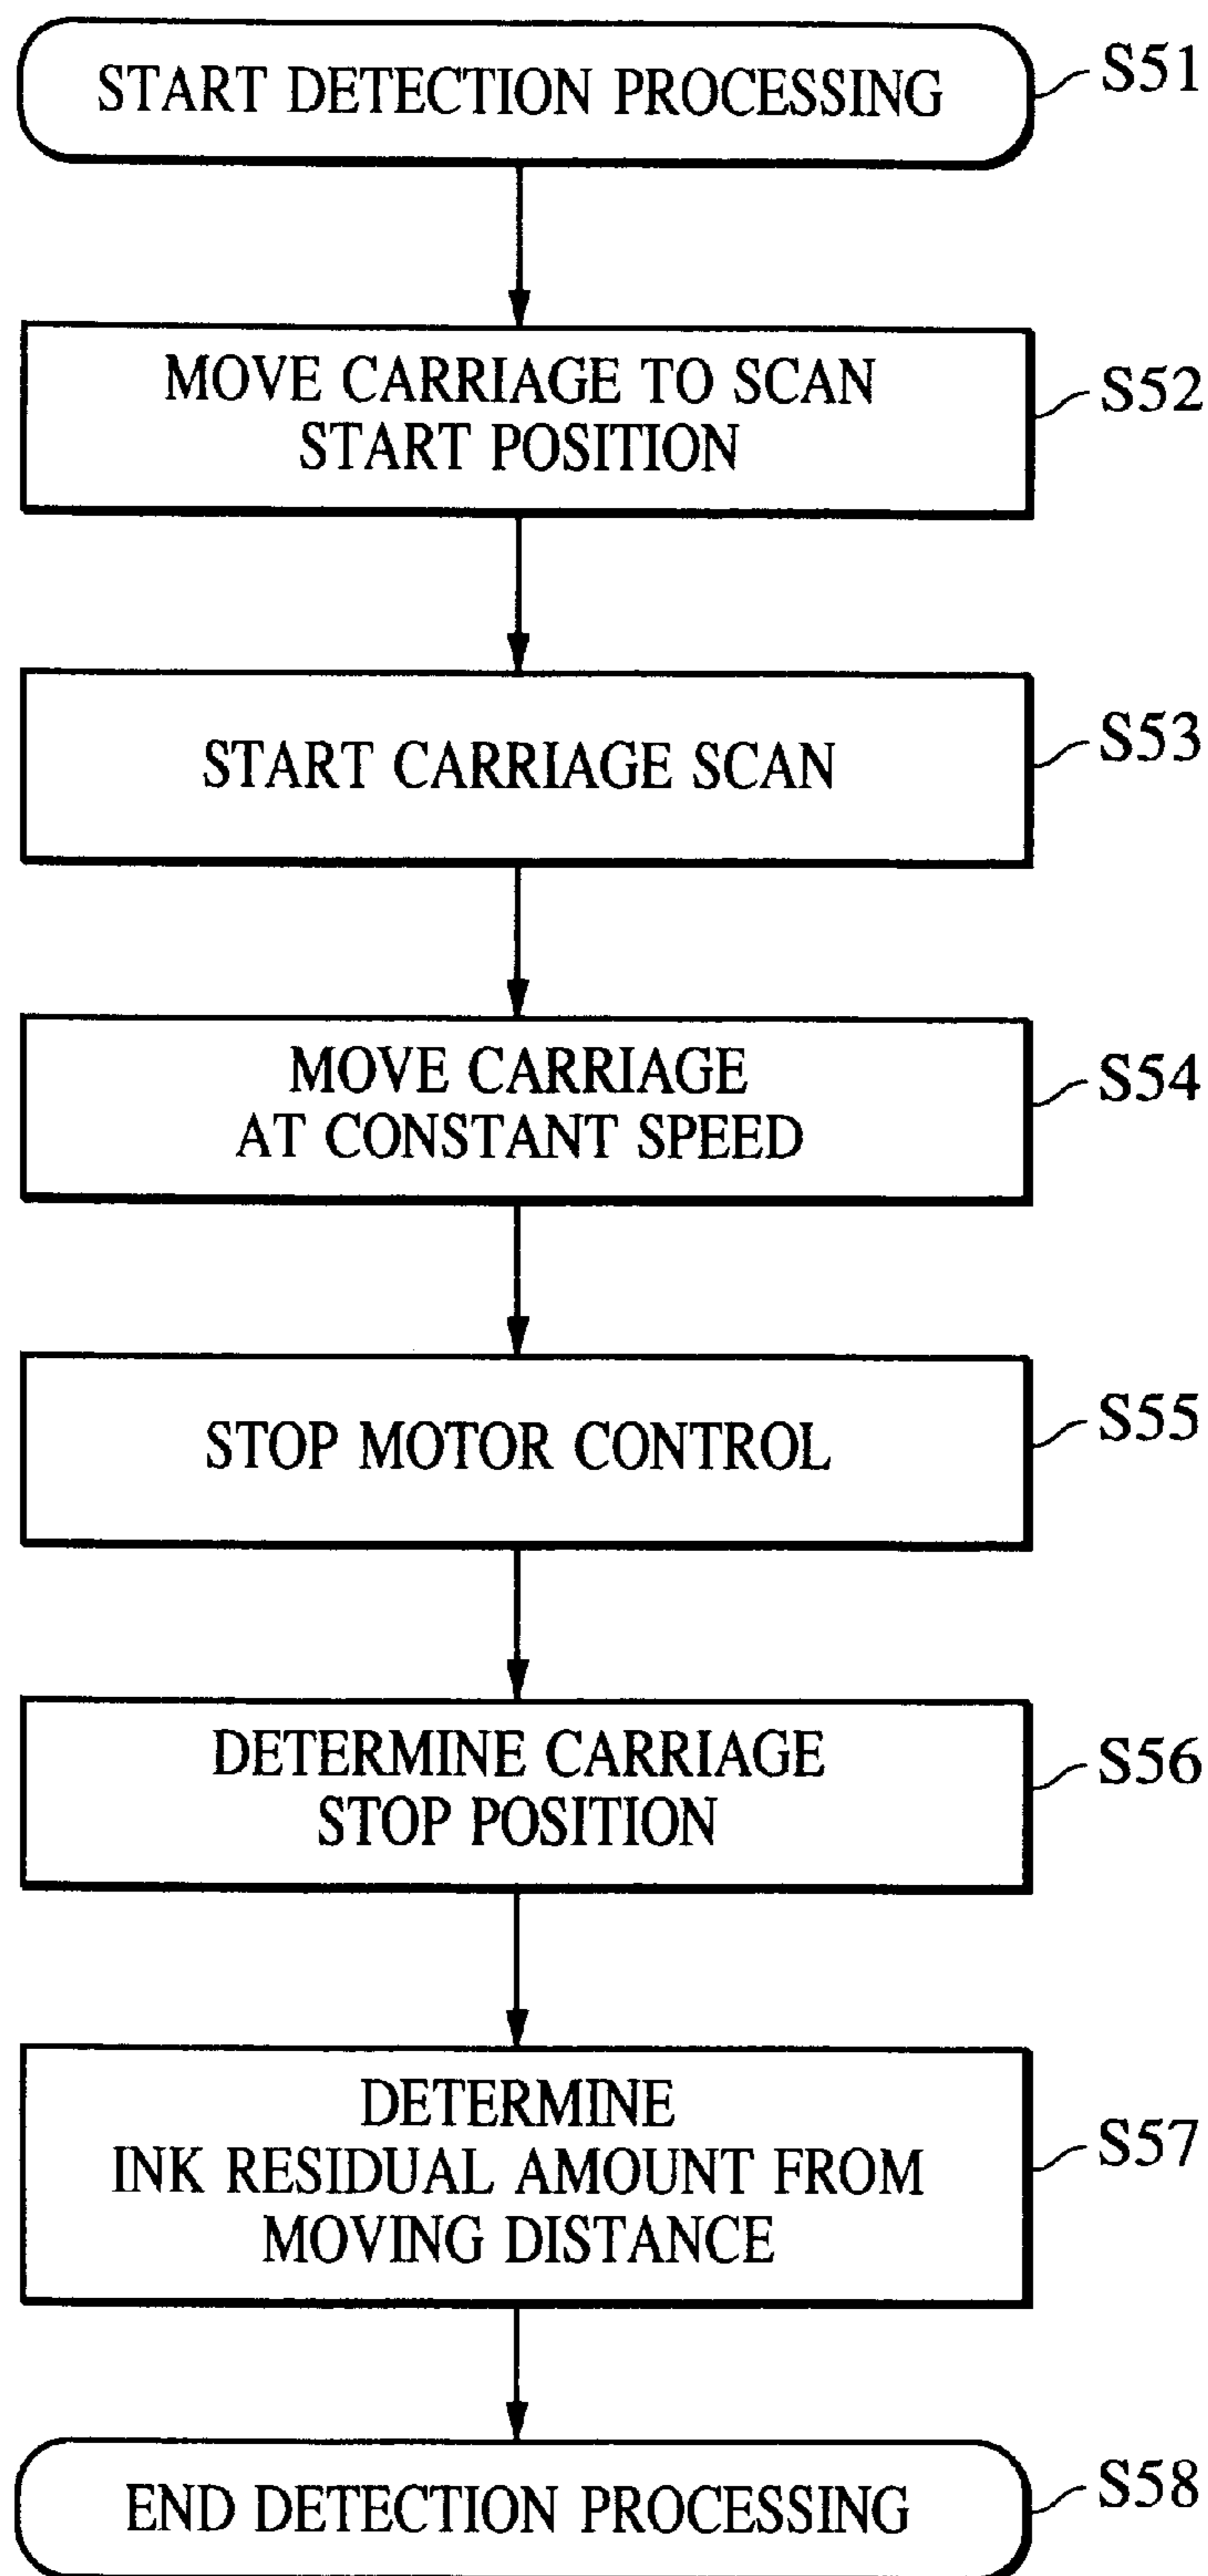 START DETECTION PROCESSING
S51
MOVE CARRIAGE TO SCAN
START POSITION
S52
START CARRIAGE SCAN
S53
MOVE CARRIAGE
AT CONSTANT SPEED
S54
STOP MOTOR CONTROL
S55
DETERMINE CARRIAGE
STOP POSITION
S56
DETERMINE
INK RESIDUAL AMOUNT FROM
MOVING DISTANCE
S57
END DETECTION PROCESSING
S58